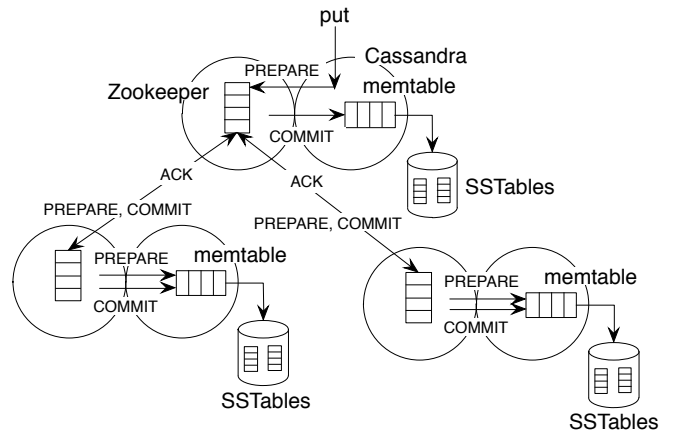 put
Cassandra
PREPARE
Zookeeper
memtable
COMMIT
ACK
ACK
SSTables
PREPARE, COMMIT
PREPARE, COMMIT
PREPARE
memtable
COMMIT
PREPARE
memtable
COMMIT
SSTables
SSTables